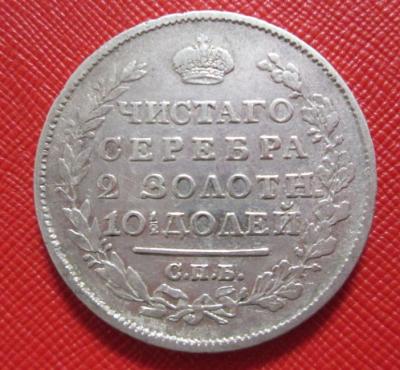 ЧИСТАГО
СЕРЕБРА
2 ЗОЛОТН.
10½ ДОЛЕЙ
С.П.Б.